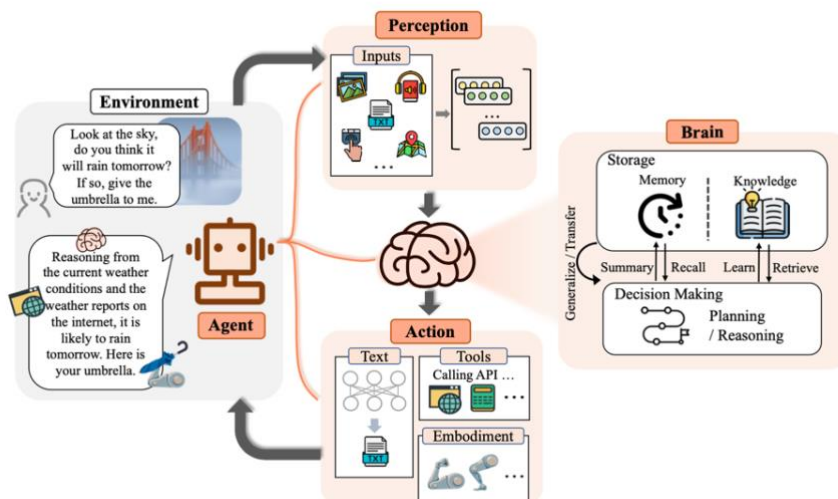 Perception
Inputs
TXT
...
...
Environment
Look at the sky,
do you think it
will rain tomorrow?
If so, give the
umbrella to me.
Reasoning from
the current weather
conditions and the
weather reports on
the internet, it is
likely to rain
tomorrow. Here is
your umbrella.
Agent
Action
Text
TXT
Tools
Calling API ...
...
Embodiment
...
Brain
Storage
Memory
Knowledge
Generalize / Transfer
Summary
Recall
Learn
Retrieve
Decision Making
Planning
/ Reasoning